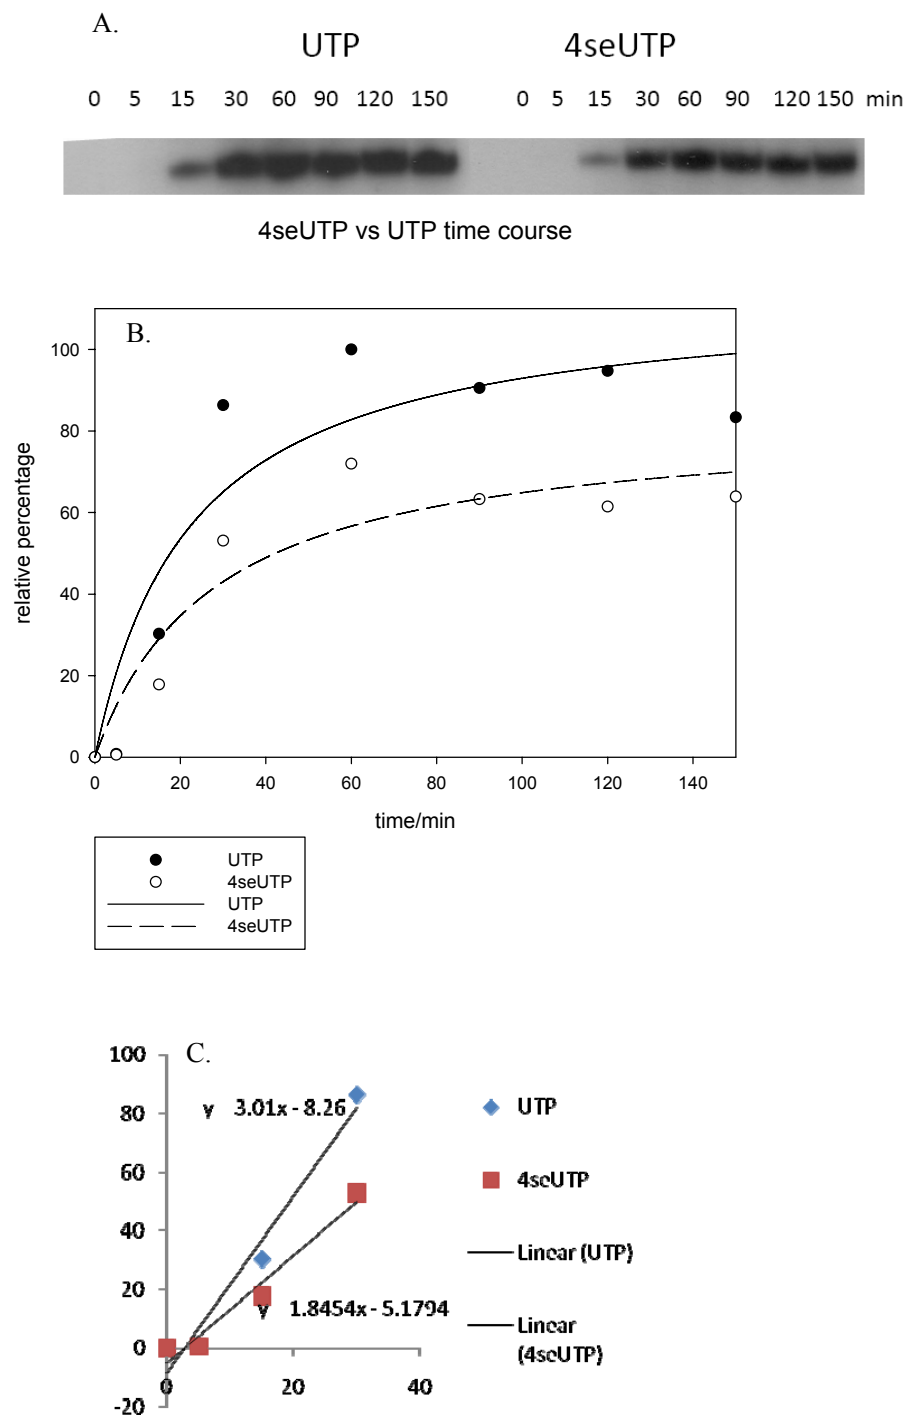 A.
UTP 4seUTP
0 5 15 30 60 90 120 150 0 5 15 30 60 90 120 150 min
4seUTP vs UTP time course
B.
100
80
60
40
20
0
relative percentage
0 20 40 60 80 100 120 140
time/min
UTP
4seUTP
UTP
4seUTP
C.
100
80
60
40
20
0
-20
0 20 40
y 3.01x - 8.26
y 1.8454x - 5.1794
UTP
4seUTP
Linear (UTP)
Linear
(4seUTP)